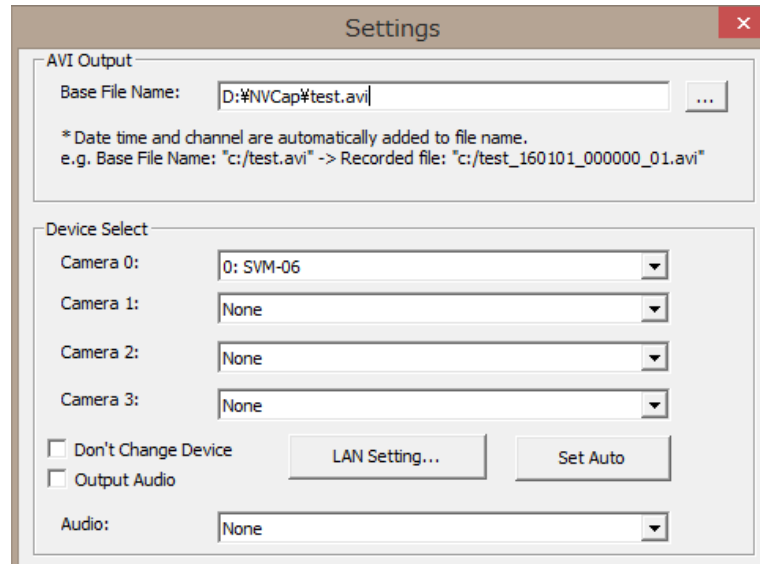 Settings
AVI Output
Base File Name: D:¥NVCap¥test.avi ...
* Date time and channel are automatically added to file name.
e.g. Base File Name: "c:/test.avi" -> Recorded file: "c:/test_160101_000000_01.avi"
Device Select
Camera 0: 0: SVM-06
Camera 1: None
Camera 2: None
Camera 3: None
Don't Change Device
LAN Setting... Set Auto
Output Audio
Audio: None